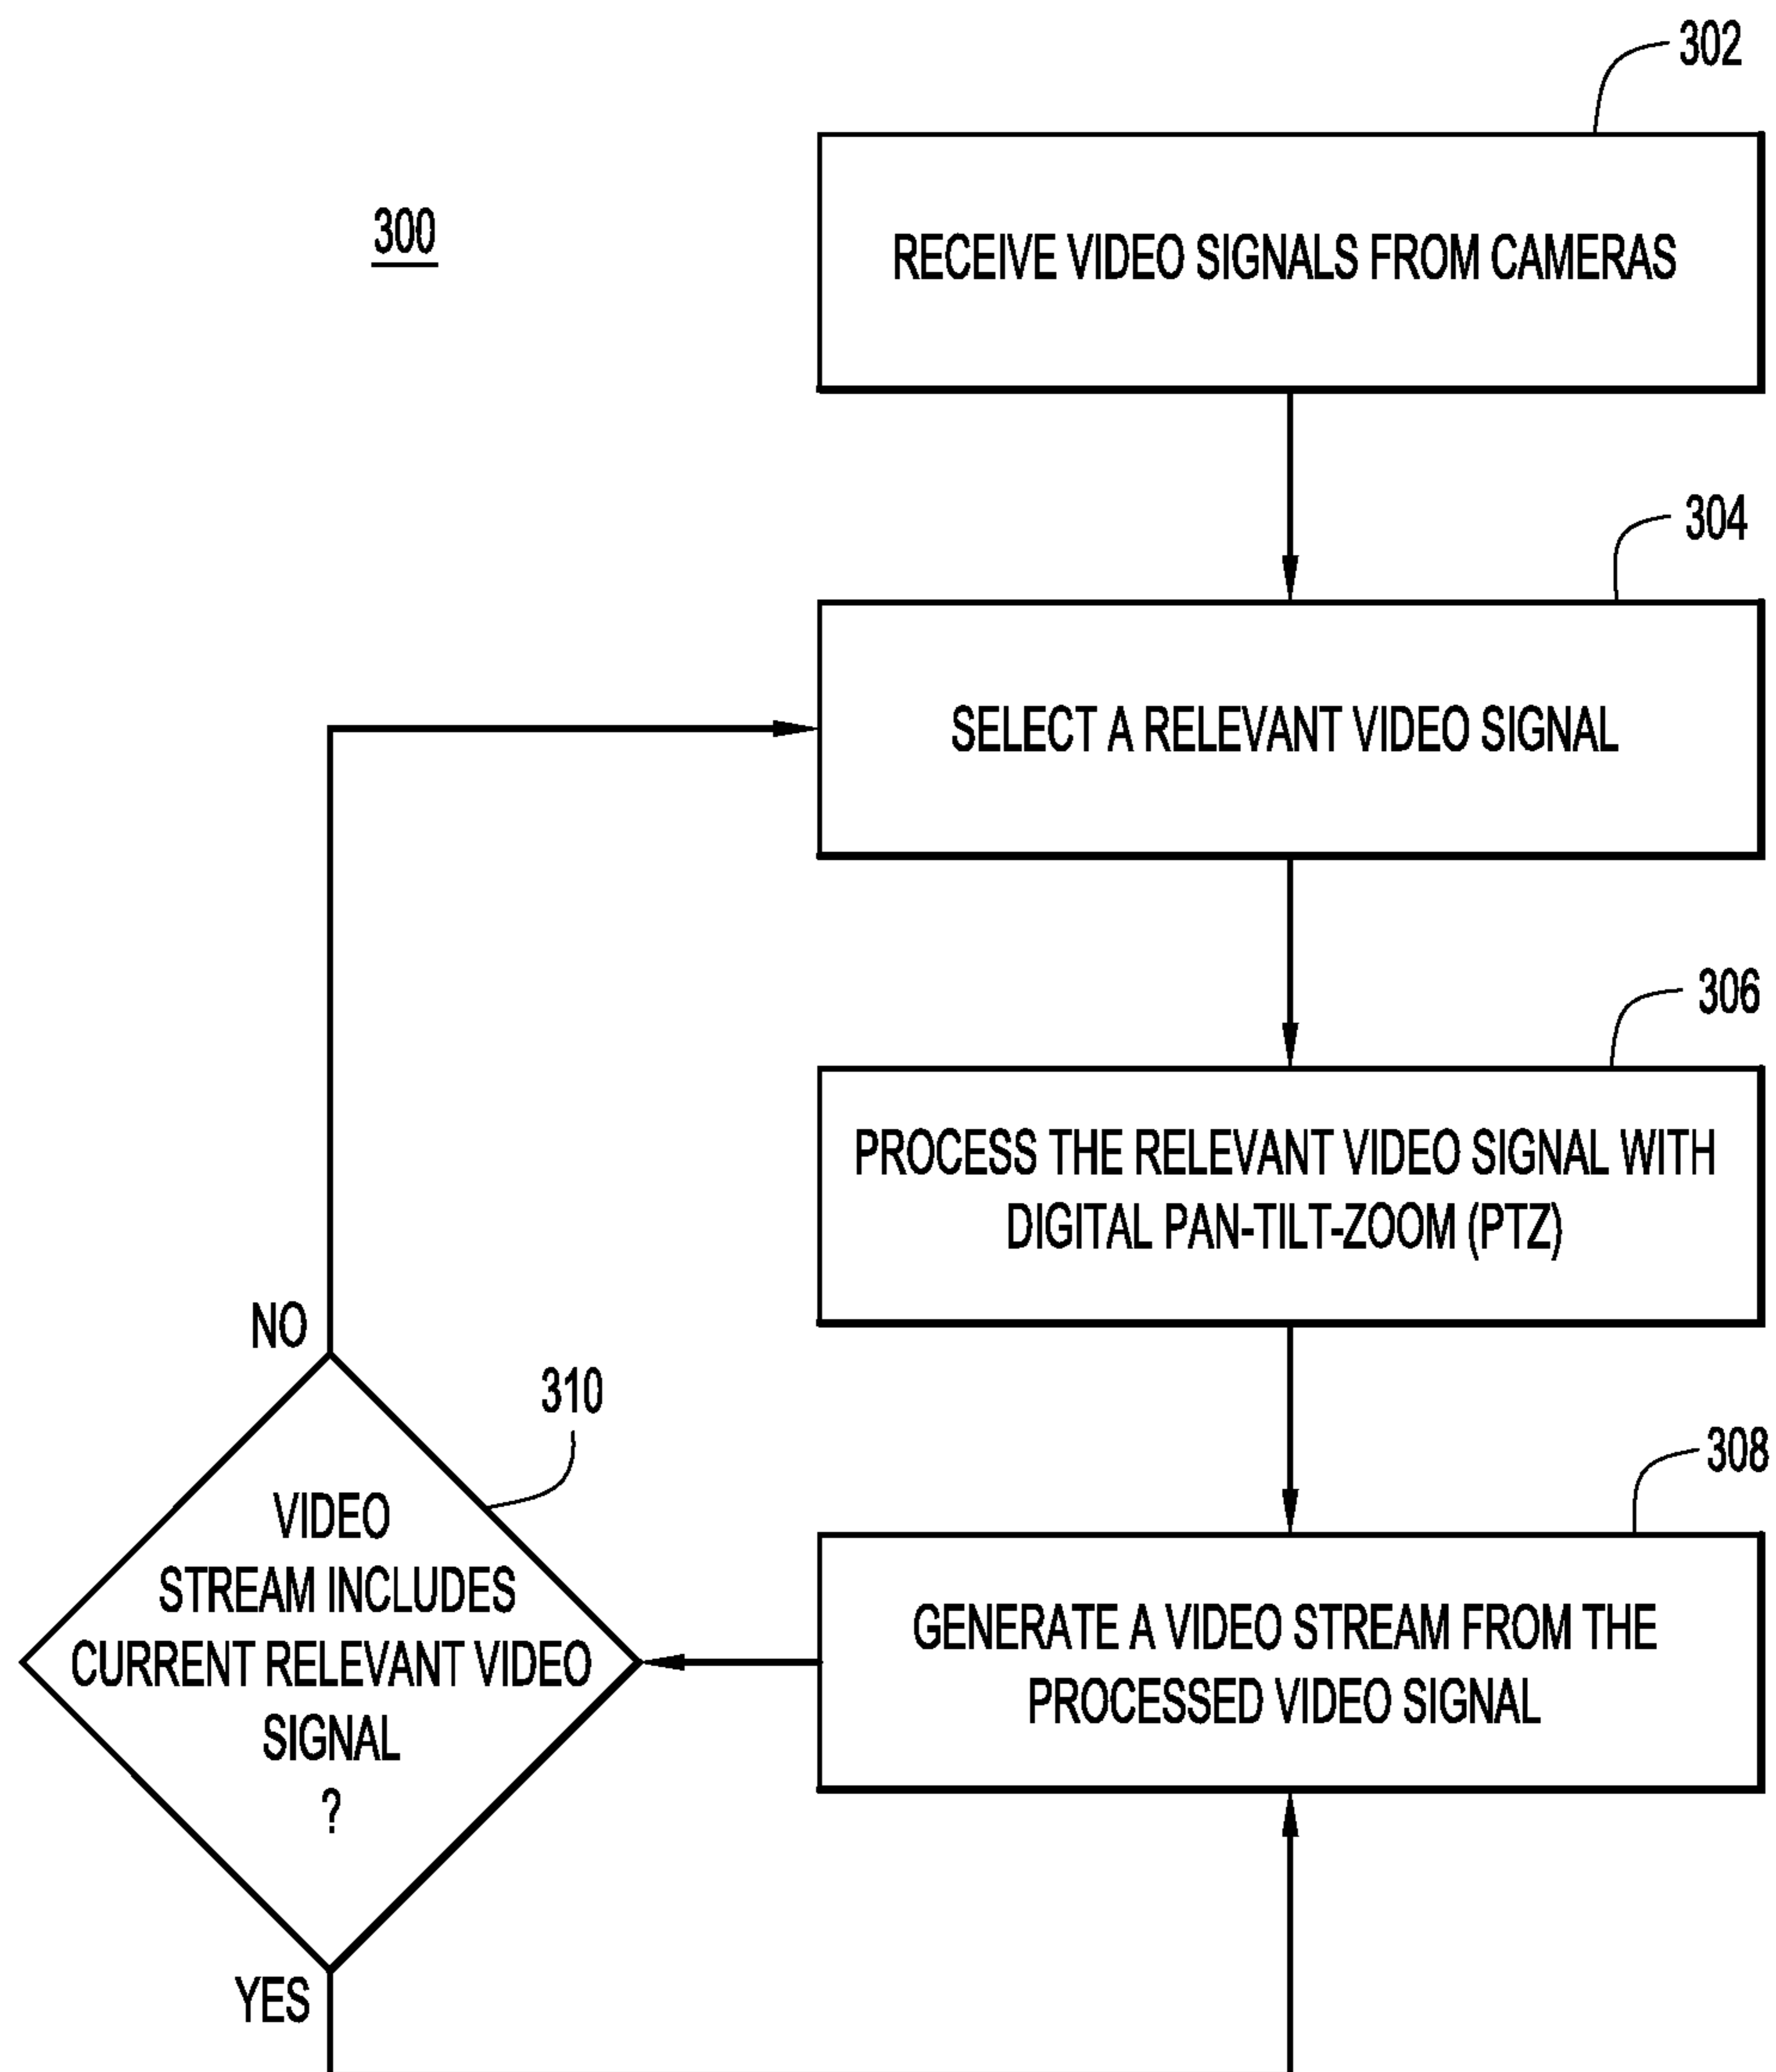 302
300
RECEIVE VIDEO SIGNALS FROM CAMERAS
304
SELECT A RELEVANT VIDEO SIGNAL
306
PROCESS THE RELEVANT VIDEO SIGNAL WITH
DIGITAL PAN-TILT-ZOOM (PTZ)
308
GENERATE A VIDEO STREAM FROM THE
PROCESSED VIDEO SIGNAL
NO
310
VIDEO
STREAM INCLUDES
CURRENT RELEVANT VIDEO
SIGNAL
?
YES